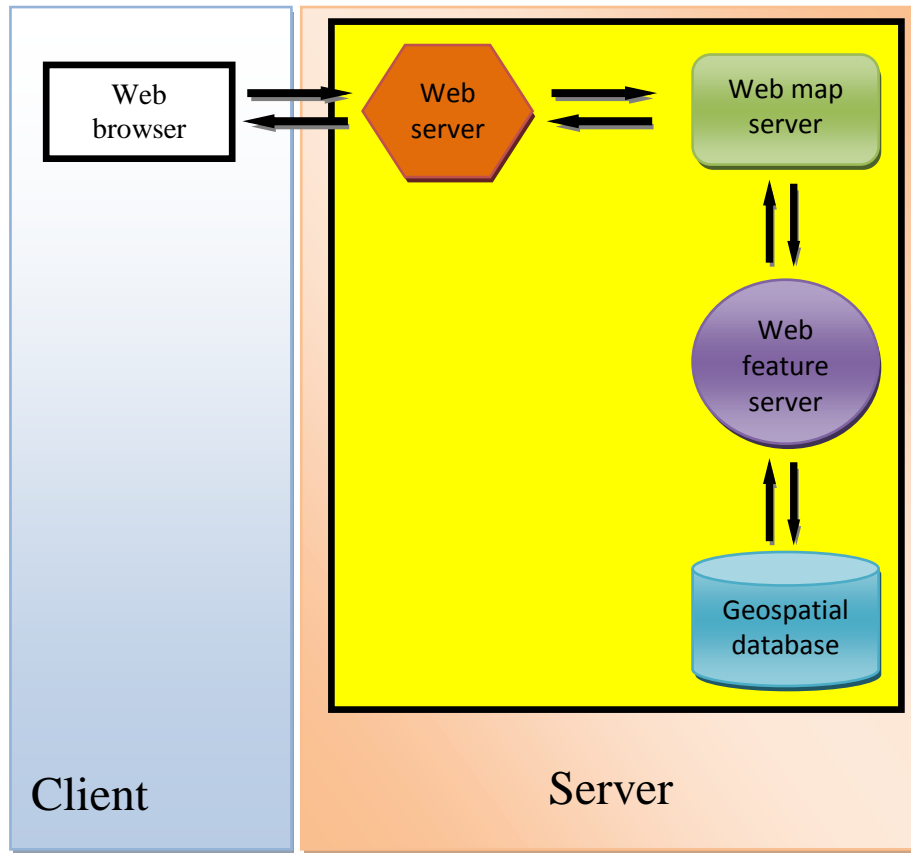 Web
browser
Web
server
Web map
server
Web
feature
server
Geospatial
database
Client
Server